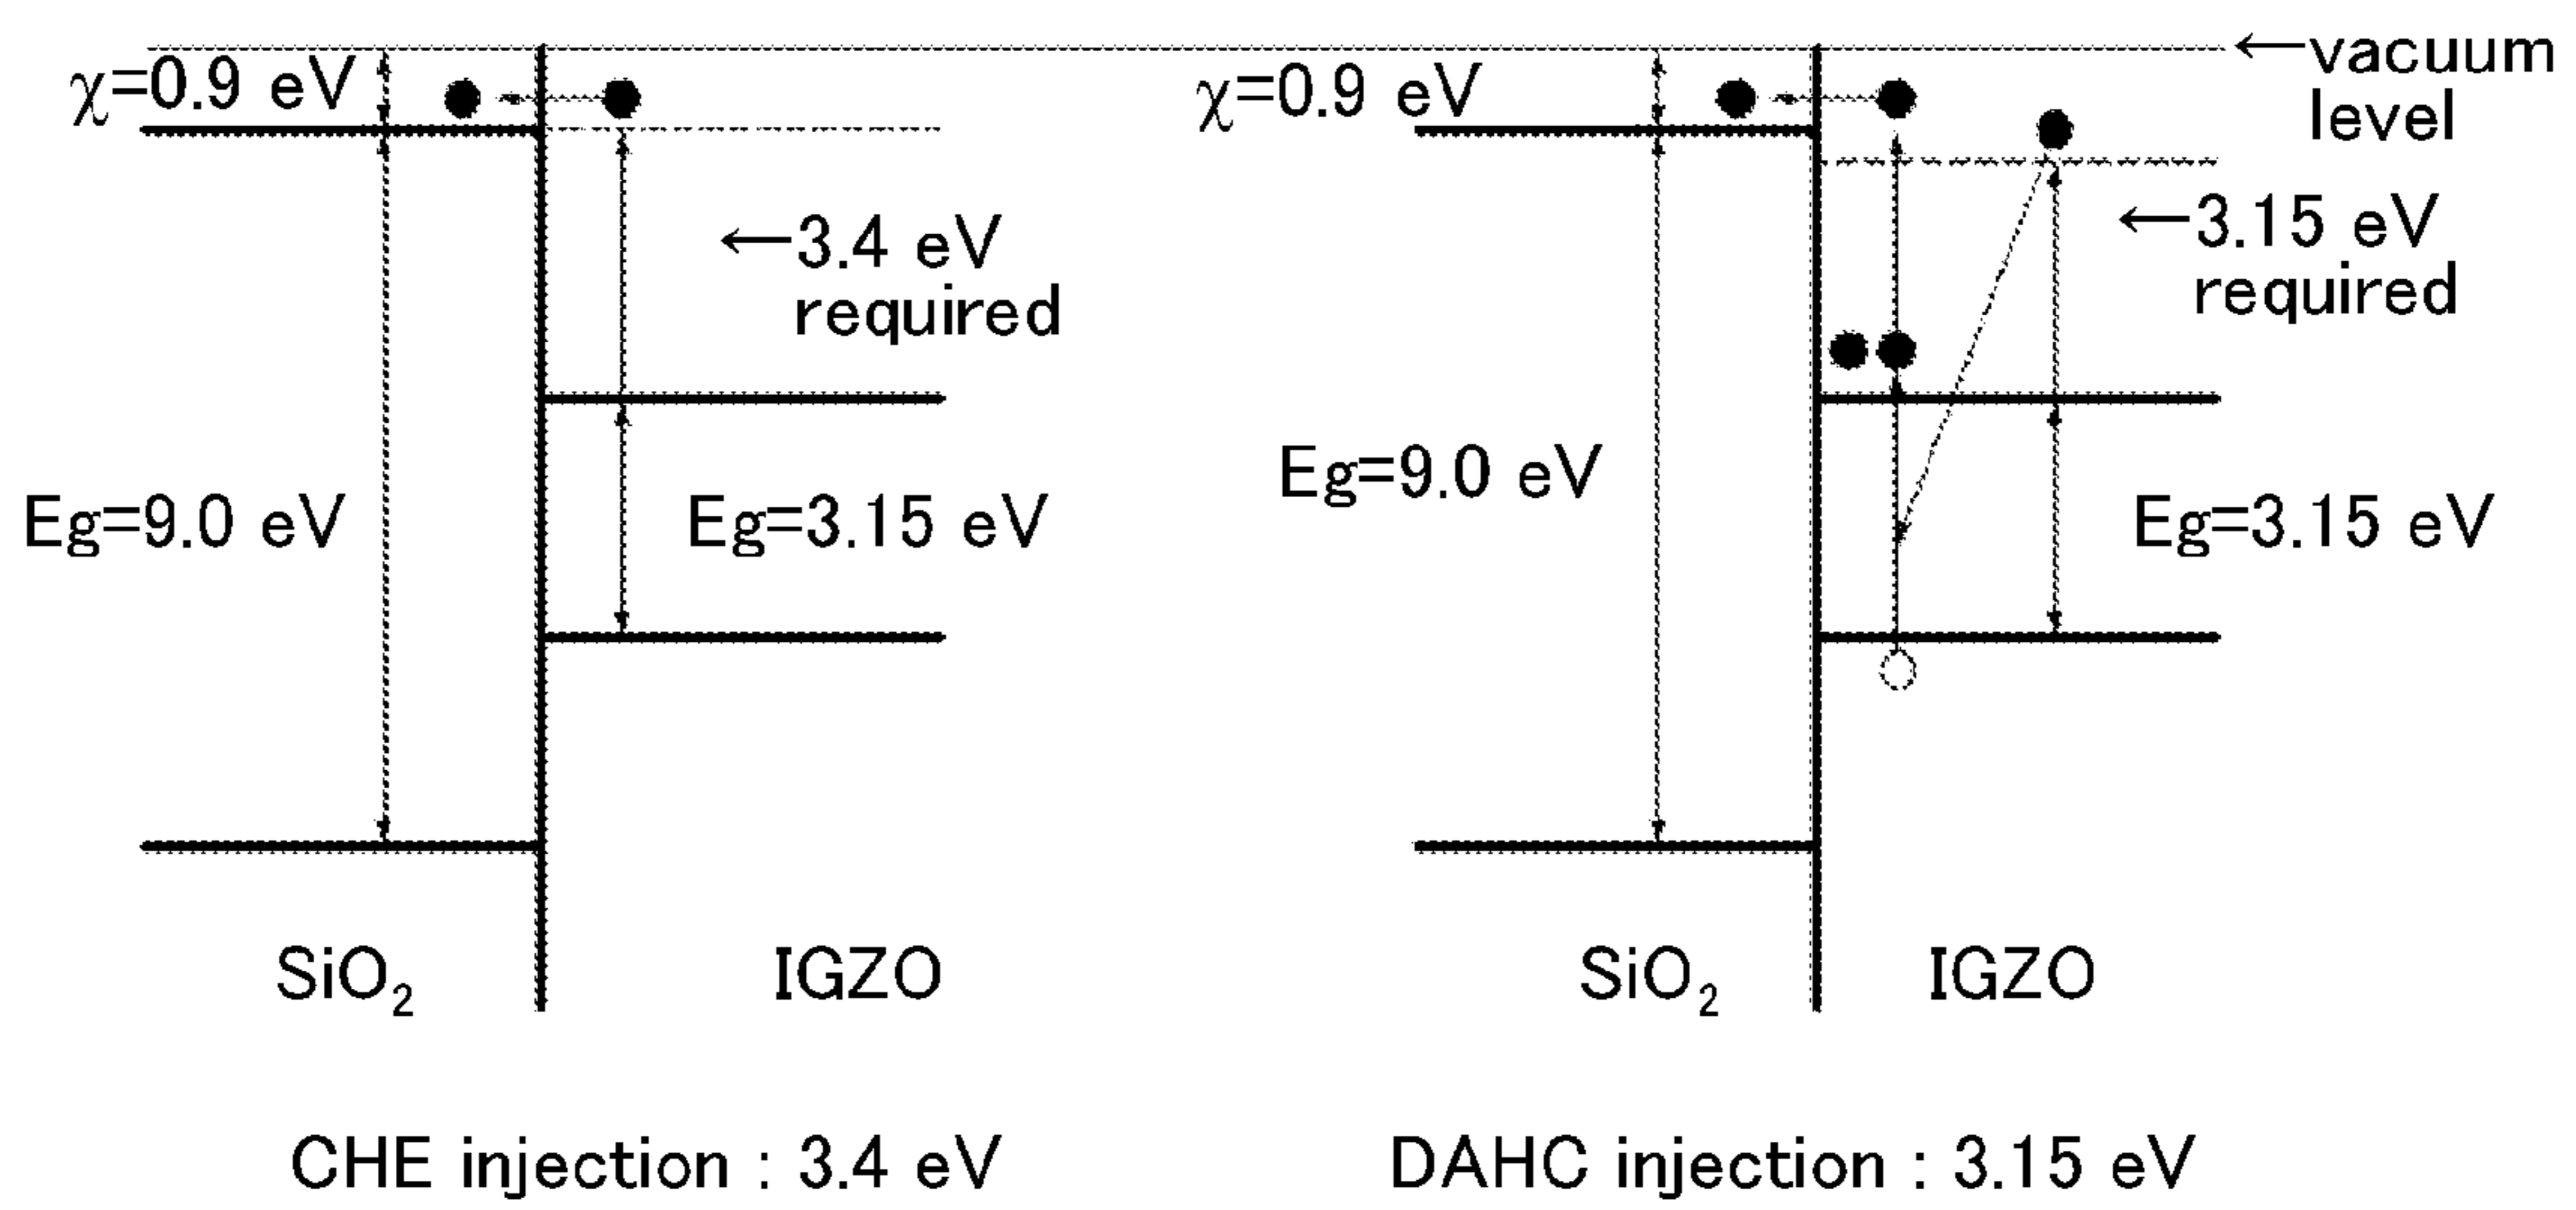 χ=0.9 eV
←3.4 eV
required
Eg=9.0 eV
Eg=3.15 eV
SiO₂
IGZO
CHE injection : 3.4 eV
χ=0.9 eV
←vacuum
level
←3.15 eV
required
Eg=9.0 eV
Eg=3.15 eV
SiO₂
IGZO
DAHC injection : 3.15 eV